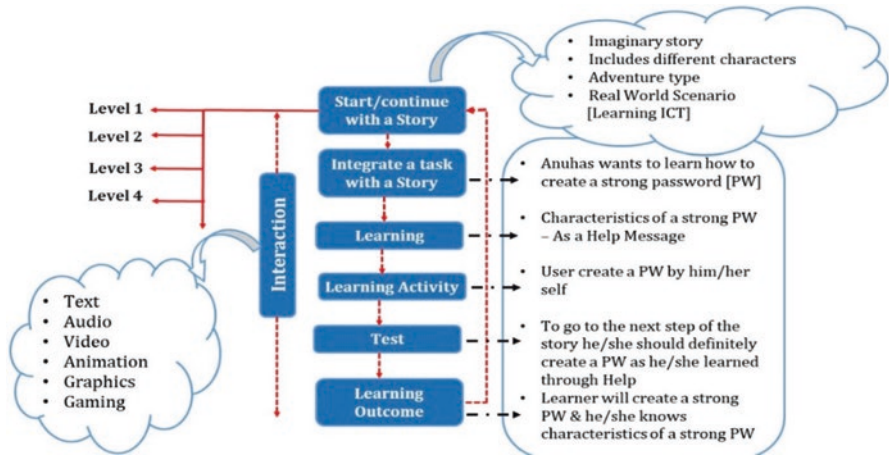 • Imaginary story
• Includes different characters
• Adventure type
• Real World Scenario
[Learning ICT]
Level 1
Level 2
Level 3
Level 4
Start/continue
with a Story
Integrate a task
with a Story
Learning
Learning Activity
Test
Learning
Outcome
Interaction
• Text
• Audio
• Video
• Animation
• Graphics
• Gaming
• Anuhas wants to learn how to
create a strong password [PW]
• Characteristics of a strong PW
– As a Help Message
• User create a PW by him/her
self
• To go to the next step of the
story he/she should definitely
create a PW as he/she learned
through Help
• Learner will create a strong
PW & he/she knows
characteristics of a strong PW